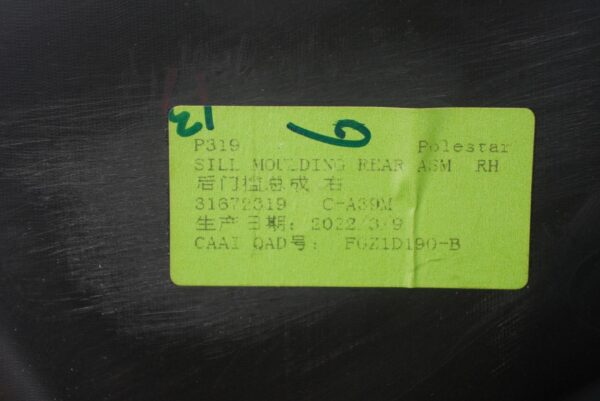 13
6
P319 Polestar
SILL MOULDING REAR ASM RH
后门槛总成 右
31672319 C-A39M
生产日期: 2022/3/9
CAAI QAD号: FGZ1D190-B